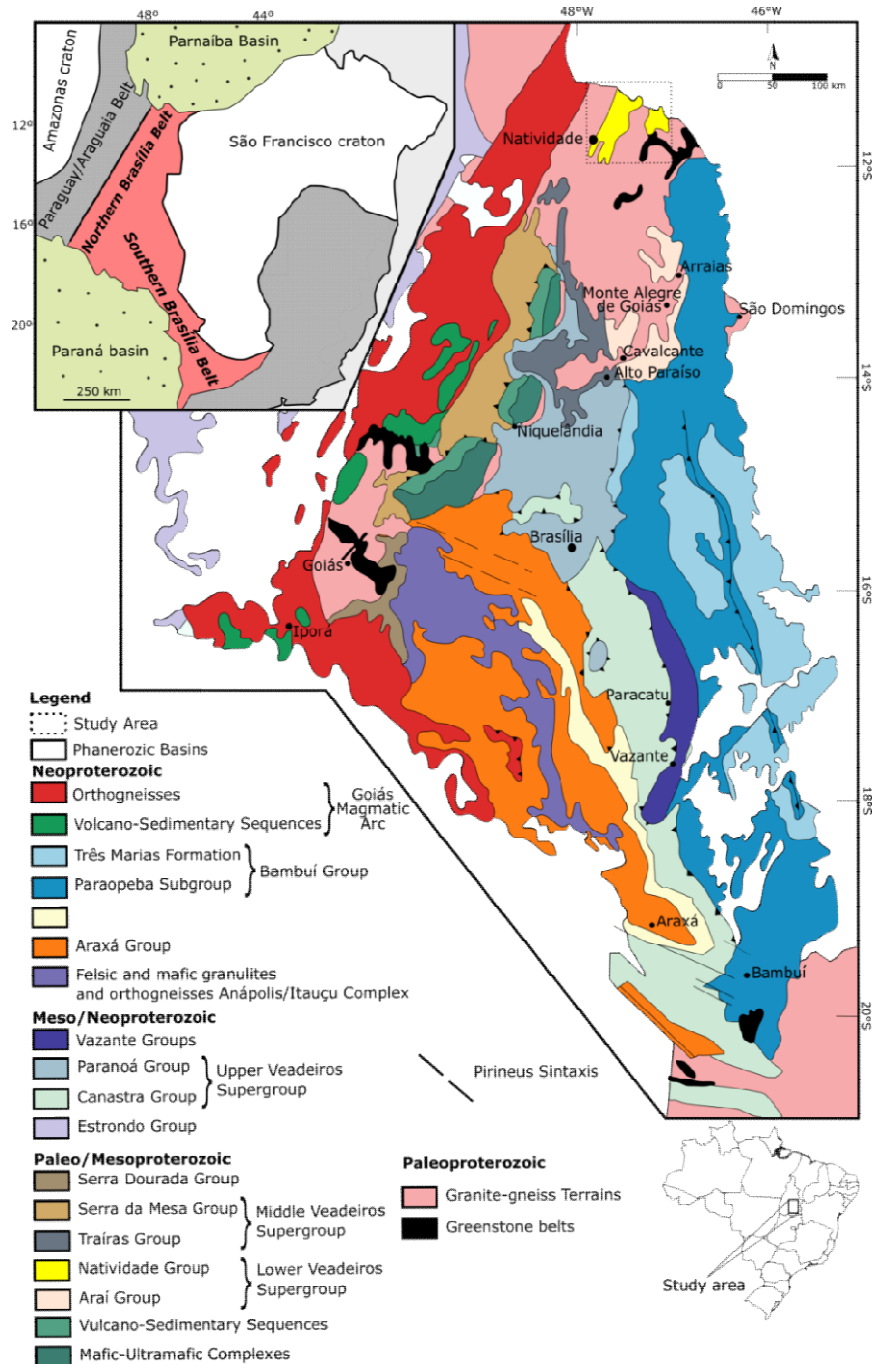 48° 44° 48°W 46°W
Parnaíba Basin
Amazonas craton
Paraguay/Araguaia Belt
Northern Brasília Belt
Southern Brasília Belt
São Francisco craton
Paraná basin
250 km
12°
16°
20°
N
0 50 100 km
Natividade
12°S
Arraias
Monte Alegre
de Goiás
São Domingos
Cavalcante
Alto Paraíso
14°S
Niquelândia
Brasília
Goiás
16°S
Iporá
Paracatu
Vazante
18°S
Araxá
Bambuí
20°S
Legend
Study Area
Phanerozic Basins
Neoproterozoic
Orthogneisses
Volcano-Sedimentary Sequences
Goiás
Magmatic
Arc
Três Marias Formation
Paraopeba Subgroup
Bambuí Group
Araxá Group
Felsic and mafic granulites
and orthogneisses Anápolis/Itauçu Complex
Meso/Neoproterozoic
Vazante Groups
Paranoá Group
Canastra Group
Upper Veadeiros
Supergroup
Estrondo Group
Pirineus Sintaxis
Paleo/Mesoproterozoic
Serra Dourada Group
Serra da Mesa Group
Traíras Group
Middle Veadeiros
Supergroup
Natividade Group
Araí Group
Lower Veadeiros
Supergroup
Vulcano-Sedimentary Sequences
Mafic-Ultramafic Complexes
Paleoproterozoic
Granite-gneiss Terrains
Greenstone belts
Study area